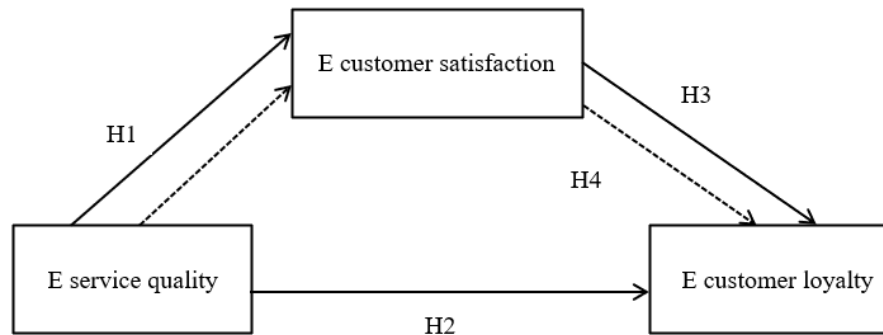 E customer satisfaction
H1
H3
H4
E service quality
E customer loyalty
H2